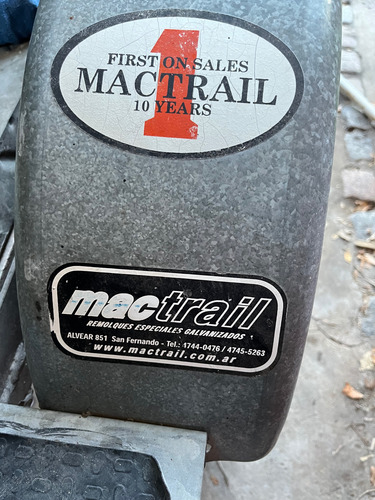 1
FIRST ON SALES
MACTRAIL
10 YEARS
mactrail
REMOLQUES ESPECIALES GALVANIZADOS
ALVEAR 851 San Fernando - Tel.: 1744-0476 / 4745-5263
www.mactrail.com.ar